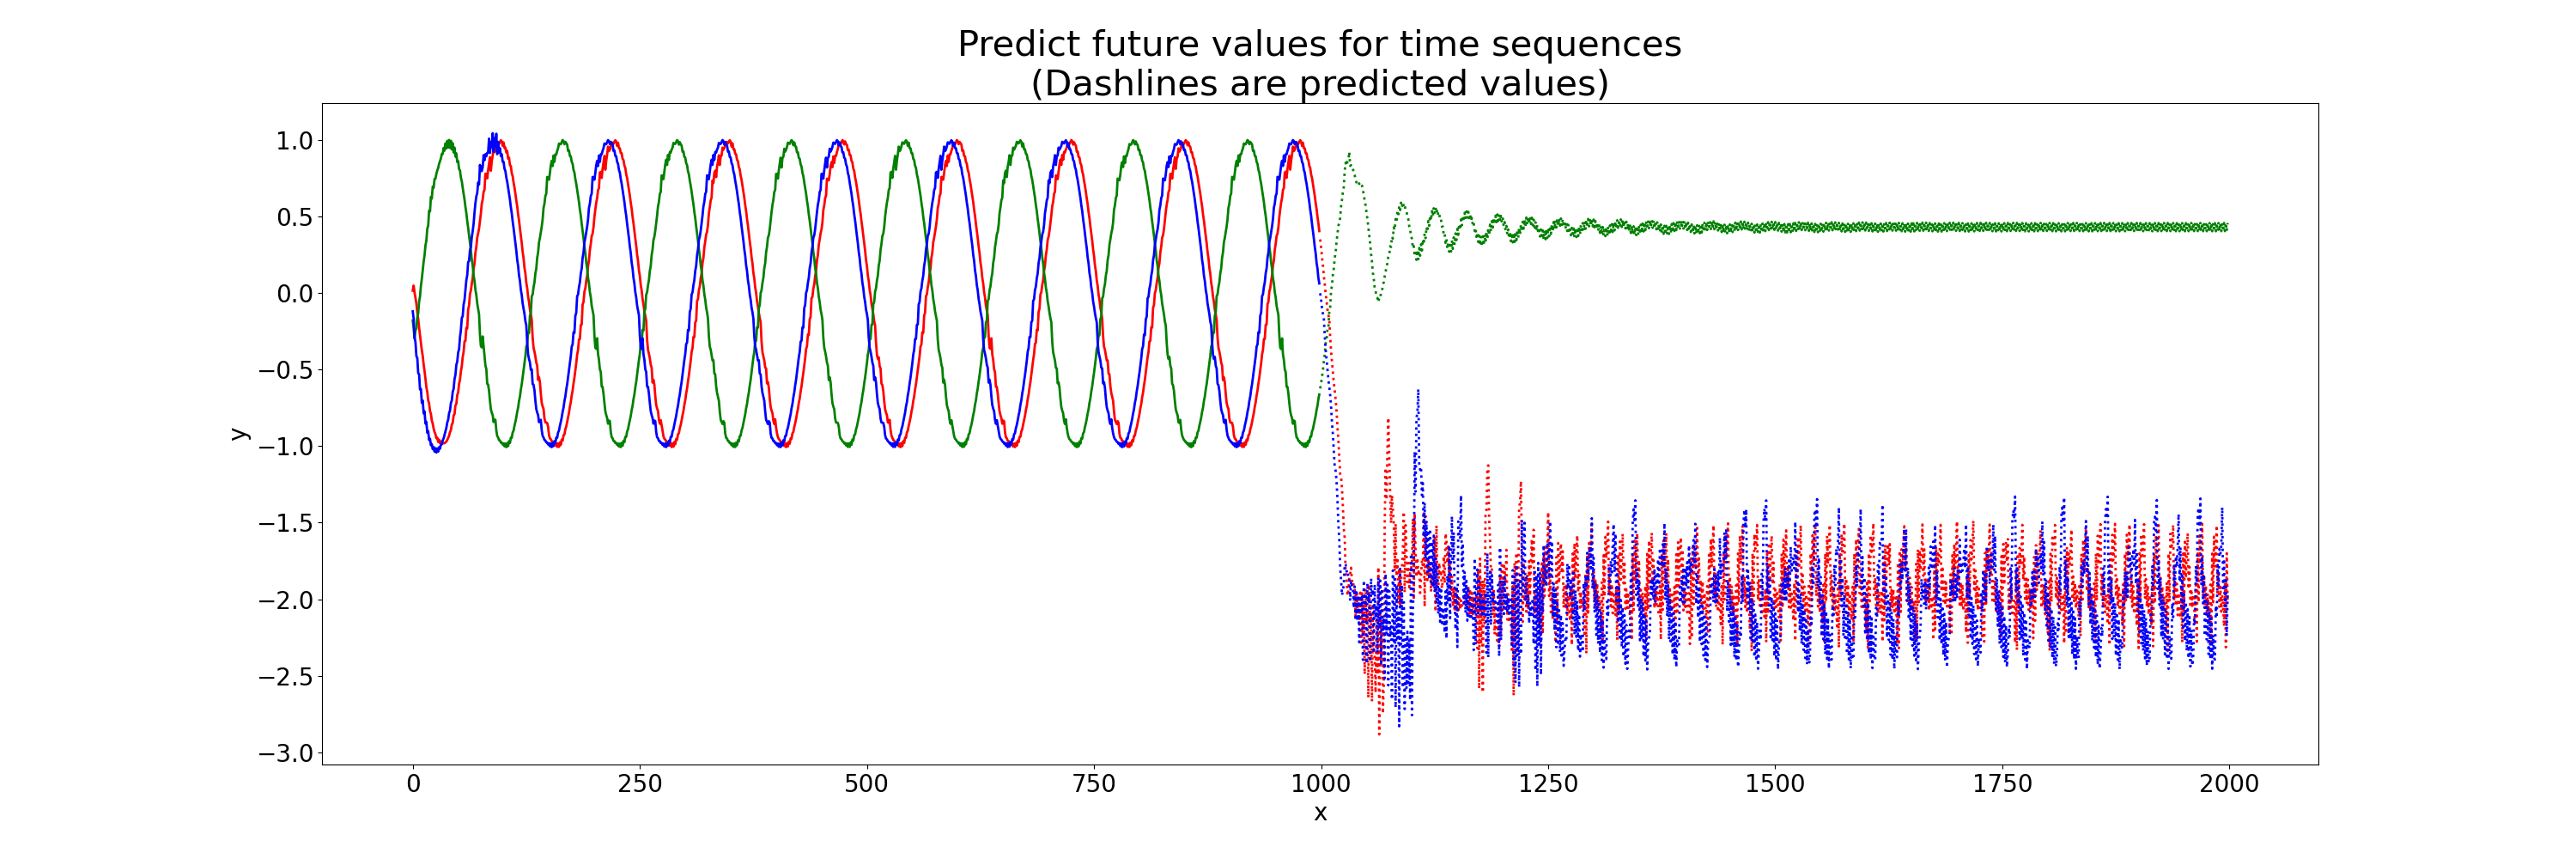 Predict future values for time sequences
(Dashlines are predicted values)
1.0
0.5
0.0
−0.5
−1.0
−1.5
−2.0
−2.5
−3.0
y
0 250 500 750 1000 1250 1500 1750 2000
x